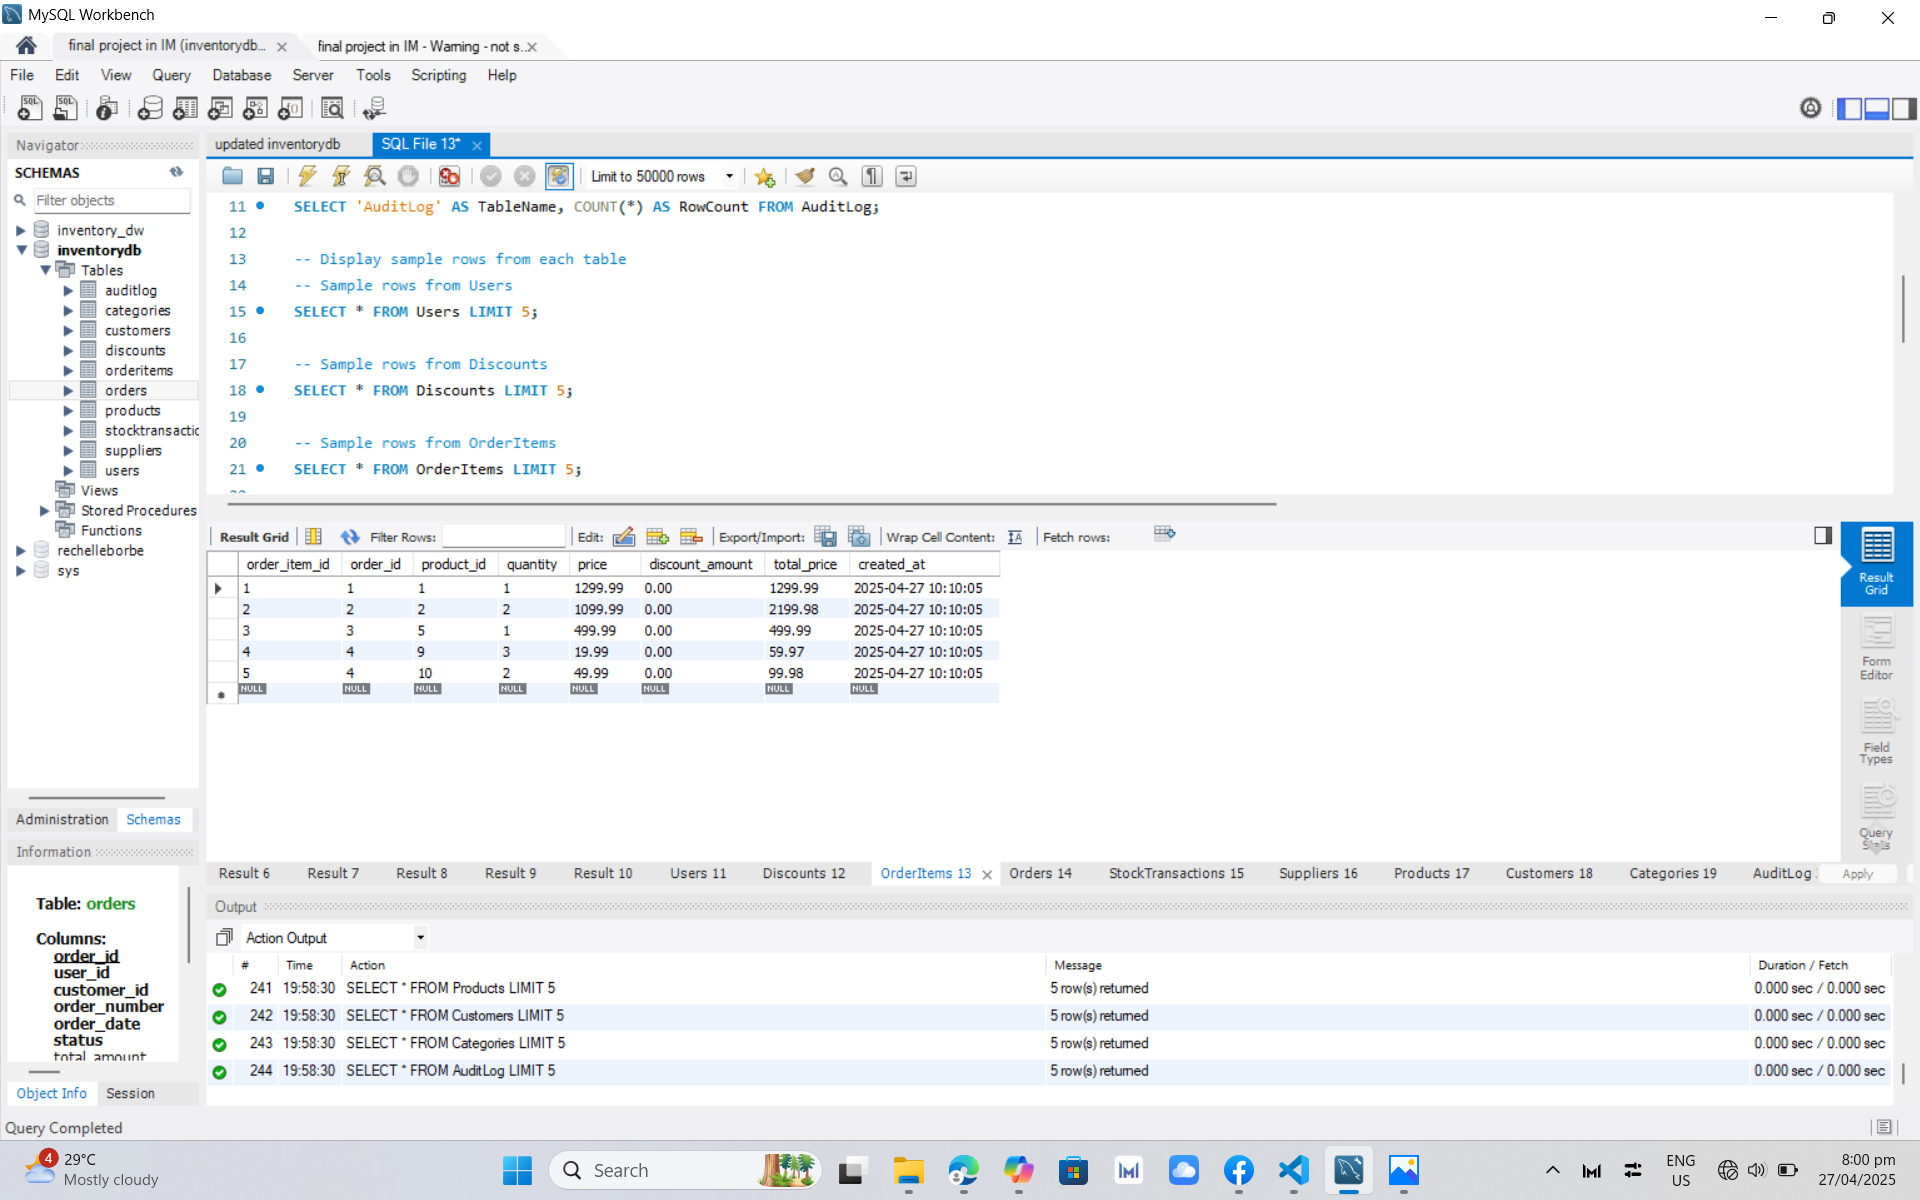 MySQL Workbench
final project in IM (inventorydb...
final project in IM - Warning - not s...
File Edit View Query Database Server Tools Scripting Help
Navigator
SCHEMAS
Filter objects
inventory_dw
inventorydb
Tables
auditlog
categories
customers
discounts
orderitems
orders
products
stocktransactic
suppliers
users
Views
Stored Procedures
Functions
rechelleborbe
sys
Administration Schemas
Information
Table: orders
Columns:
order_id
user_id
customer_id
order_number
order_date
status
total_amount
Object Info Session
updated inventorydb
SQL File 13*
Limit to 50000 rows
11 SELECT 'AuditLog' AS TableName, COUNT(*) AS RowCount FROM AuditLog;
12
13 -- Display sample rows from each table
14 -- Sample rows from Users
15 SELECT * FROM Users LIMIT 5;
16
17 -- Sample rows from Discounts
18 SELECT * FROM Discounts LIMIT 5;
19
20 -- Sample rows from OrderItems
21 SELECT * FROM OrderItems LIMIT 5;
Result Grid Filter Rows: Edit: Export/Import: Wrap Cell Content: Fetch rows:
order_item_id order_id product_id quantity price discount_amount total_price created_at
1 1 1 1 1299.99 0.00 1299.99 2025-04-27 10:10:05
2 2 2 2 1099.99 0.00 2199.98 2025-04-27 10:10:05
3 3 5 1 499.99 0.00 499.99 2025-04-27 10:10:05
4 4 9 3 19.99 0.00 59.97 2025-04-27 10:10:05
5 4 10 2 49.99 0.00 99.98 2025-04-27 10:10:05
NULL NULL NULL NULL NULL NULL NULL NULL
Result Grid
Form Editor
Field Types
Query Stats
Result 6 Result 7 Result 8 Result 9 Result 10 Users 11 Discounts 12 OrderItems 13 Orders 14 StockTransactions 15 Suppliers 16 Products 17 Customers 18 Categories 19 AuditLog Apply
Output
Action Output
# Time Action Message Duration / Fetch
241 19:58:30 SELECT * FROM Products LIMIT 5 5 row(s) returned 0.000 sec / 0.000 sec
242 19:58:30 SELECT * FROM Customers LIMIT 5 5 row(s) returned 0.000 sec / 0.000 sec
243 19:58:30 SELECT * FROM Categories LIMIT 5 5 row(s) returned 0.000 sec / 0.000 sec
244 19:58:30 SELECT * FROM AuditLog LIMIT 5 5 row(s) returned 0.000 sec / 0.000 sec
Query Completed
4
29°C
Mostly cloudy
Search
ENG
US
8:00 pm
27/04/2025